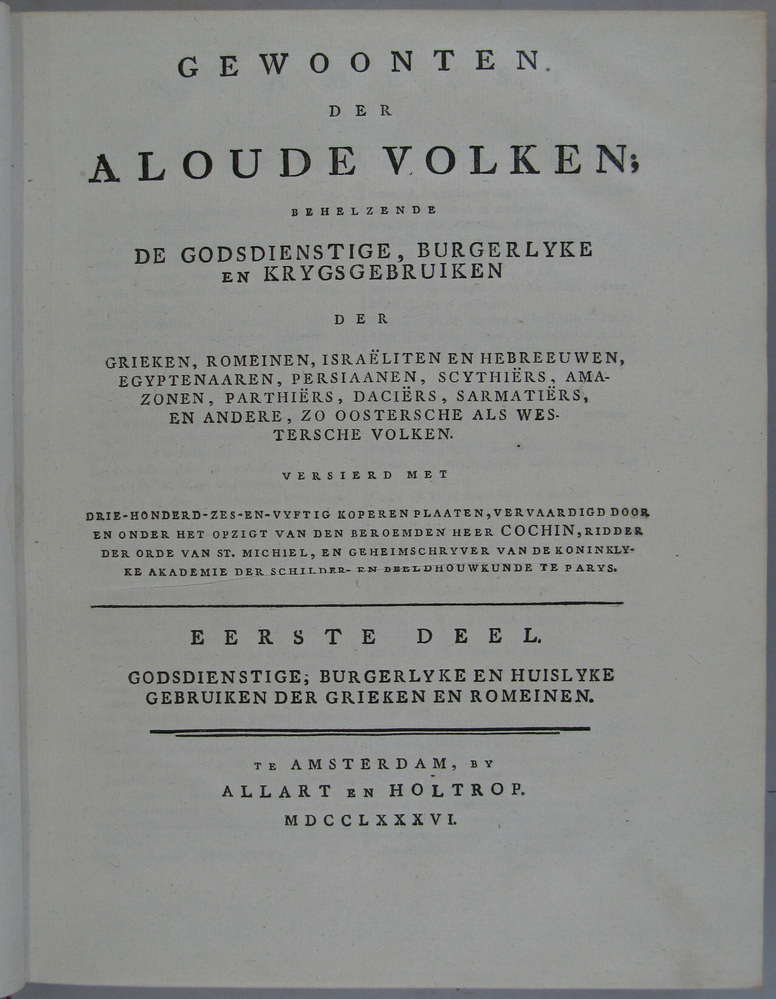 GEWOONTEN.
DER
ALOUDE VOLKEN;
BEHELZENDE
DE GODSDIENSTIGE, BURGERLYKE
EN KRYGSGEBRUIKEN
DER
GRIEKEN, ROMEINEN, ISRAËLITEN EN HEBREEUWEN,
EGYPTENAAREN, PERSIAANEN, SCYTHIËRS, AMA-
ZONEN, PARTHIËRS, DACIËRS, SARMATIËRS,
EN ANDERE, ZO OOSTERSCHE ALS WES-
TERSCHE VOLKEN.
VERSIERD MET
DRIE-HONDERD-ZES-EN-VYFTIG KOPEREN PLAATEN, VERVAARDIGD DOOR
EN ONDER HET OPZIGT VAN DEN BEROEMDEN HEER COCHIN, RIDDER
DER ORDE VAN ST. MICHIEL, EN GEHEIMSCHRYVER VAN DE KONINKLY-
KE AKADEMIE DER SCHILDER- EN BEELDHOUWKUNDE TE PARYS.
EERSTE DEEL.
GODSDIENSTIGE; BURGERLYKE EN HUISLYKE
GEBRUIKEN DER GRIEKEN EN ROMEINEN.
TE AMSTERDAM, BY
ALLART EN HOLTROP.
MDCCLXXXVI.